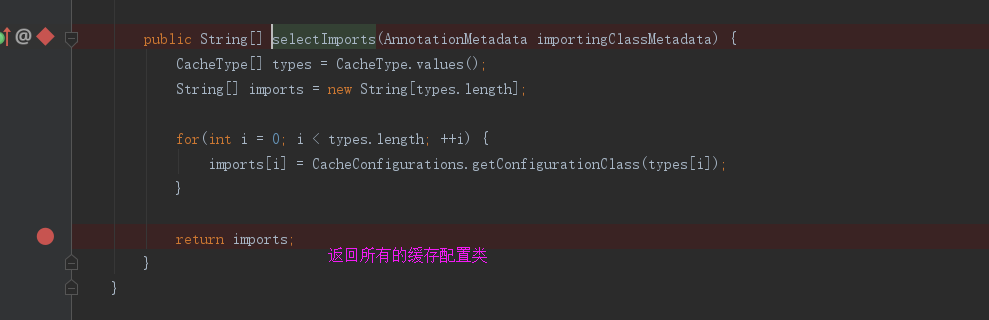 public String[] selectImports(AnnotationMetadata importingClassMetadata) {
CacheType[] types = CacheType.values();
String[] imports = new String[types.length];
for(int i = 0; i < types.length; ++i) {
imports[i] = CacheConfigurations.getConfigurationClass(types[i]);
}
return imports;
返回所有的缓存配置类
}
}